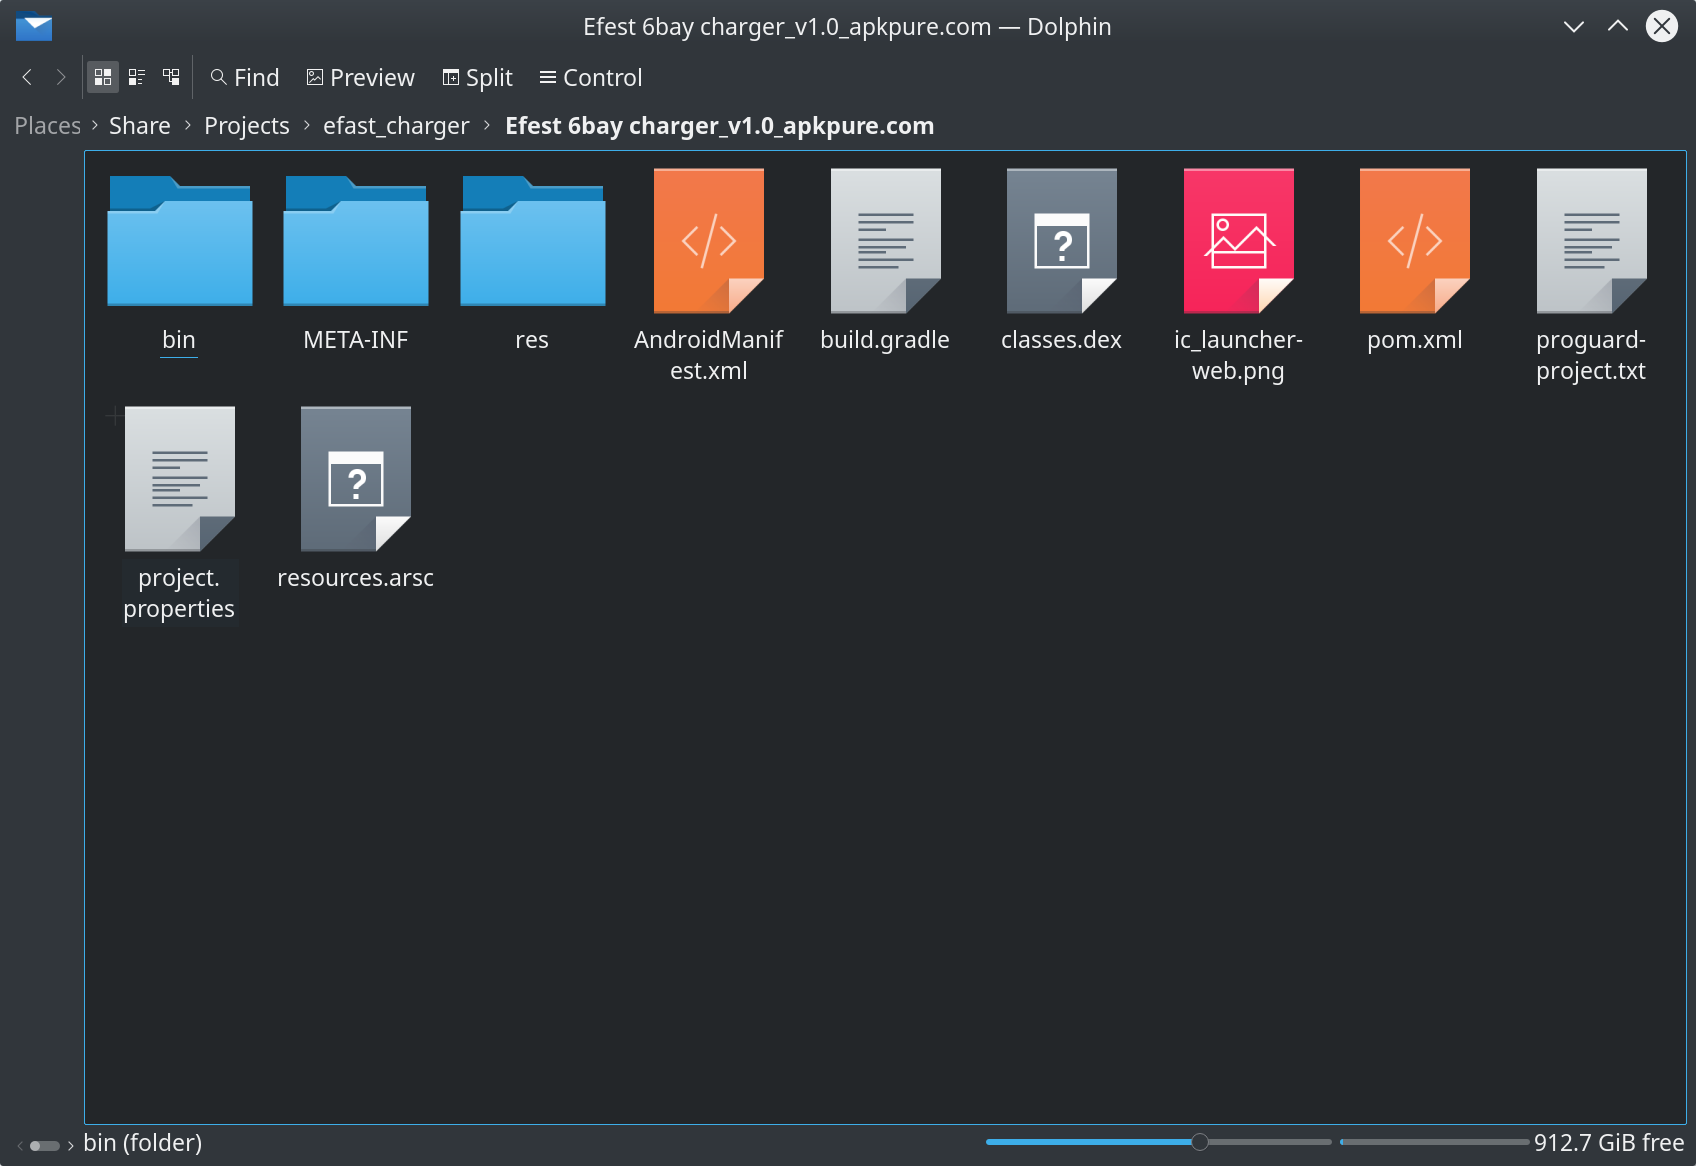 Efest 6bay charger_v1.0_apkpure.com — Dolphin
Find Preview Split Control
Places > Share > Projects > efast_charger > Efest 6bay charger_v1.0_apkpure.com
bin
META-INF
res
AndroidManif
est.xml
build.gradle
?
classes.dex
ic_launcher-
web.png
pom.xml
proguard-
project.txt
project.
properties
?
resources.arsc
bin (folder)
912.7 GiB free